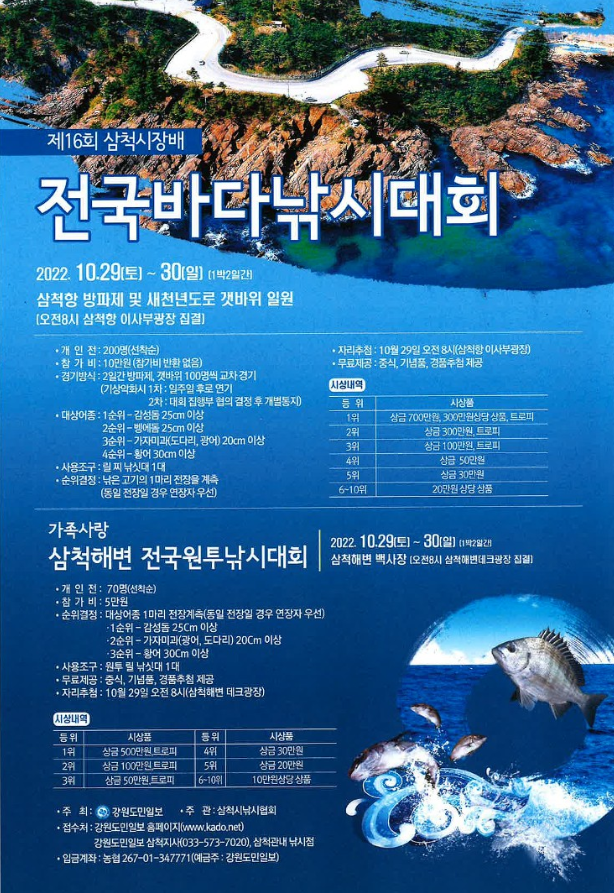 제16회 삼척시장배
전국바다낚시대회
2022. 10.29(토) ~ 30(일) (1박2일간)
삼척항 방파제 및 새천년도로 갯바위 일원
(오전8시 삼척항 이사부광장 집결)
• 개 인 전 : 200명(선착순)
• 참 가 비 : 10만원 (참가비 반환 없음)
• 경기방식 : 2일간 방파제, 갯바위 100명씩 교차 경기
(기상악화시 1차 : 일주일 후로 연기
2차 : 대회 집행부 협의 결정 후 개별통지)
• 대상어종 : 1순위 – 감성돔 25cm 이상
2순위 – 벵에돔 25cm 이상
3순위 – 가자미과(도다리, 광어) 20cm 이상
4순위 – 황어 30cm 이상
• 사용조구 : 릴 찌 낚싯대 1대
• 순위결정 : 낚은 고기의 1마리 전장을 계측
(동일 전장일 경우 연장자 우선)
• 자리추첨 : 10월 29일 오전 8시(삼척항 이사부광장)
• 무료제공 : 중식, 기념품, 경품추첨 제공
시상내역
등 위 시상품
1위 상금 700만원, 300만원상당 상품, 트로피
2위 상금 300만원, 트로피
3위 상금 100만원, 트로피
4위 상금 50만원
5위 상금 30만원
6~10위 20만원 상당 상품
가족사랑
삼척해변 전국원투낚시대회
2022. 10.29(토) ~ 30(일) (1박2일간)
삼척해변 백사장 (오전8시 삼척해변데크광장 집결)
• 개 인 전 : 70명(선착순)
• 참 가 비 : 5만원
• 순위결정 : 대상어종 1마리 전장계측(동일 전장일 경우 연장자 우선)
·1순위 – 감성돔 25Cm 이상
·2순위 – 가자미과(광어, 도다리) 20Cm 이상
·3순위 – 황어 30Cm 이상
• 사용조구 : 원투 릴 낚싯대 1대
• 무료제공 : 중식, 기념품, 경품추첨 제공
• 자리추첨 : 10월 29일 오전 8시(삼척해변 데크광장)
시상내역
등 위 시상품 등 위 시상품
1위 상금 500만원,트로피 4위 상금 30만원
2위 상금 100만원,트로피 5위 상금 20만원
3위 상금 50만원,트로피 6~10위 10만원상당 상품
• 주 최 : 강원도민일보 • 주 관 : 삼척시낚시협회
• 접수처 : 강원도민일보 홈페이지(www.kado.net)
강원도민일보 삼척지사(033-573-7020), 삼척관내 낚시점
• 입금계좌 : 농협 267-01-347771(예금주 : 강원도민일보)